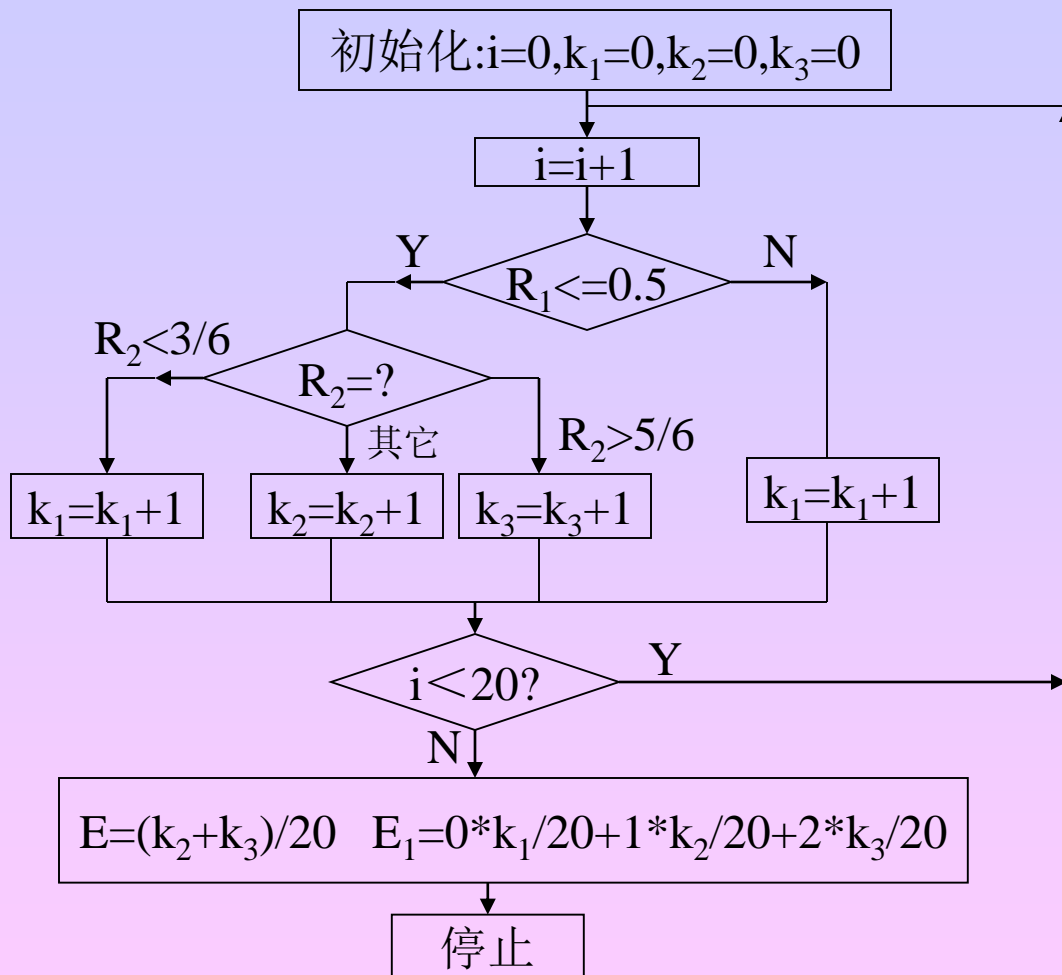 初始化:i=0,k₁=0,k₂=0,k₃=0
i=i+1
Y
N
R₁<=0.5
R₂<3/6
R₂=?
其它
R₂>5/6
k₁=k₁+1
k₂=k₂+1
k₃=k₃+1
k₁=k₁+1
i＜20?
Y
N
E=(k₂+k₃)/20 E₁=0*k₁/20+1*k₂/20+2*k₃/20
停止